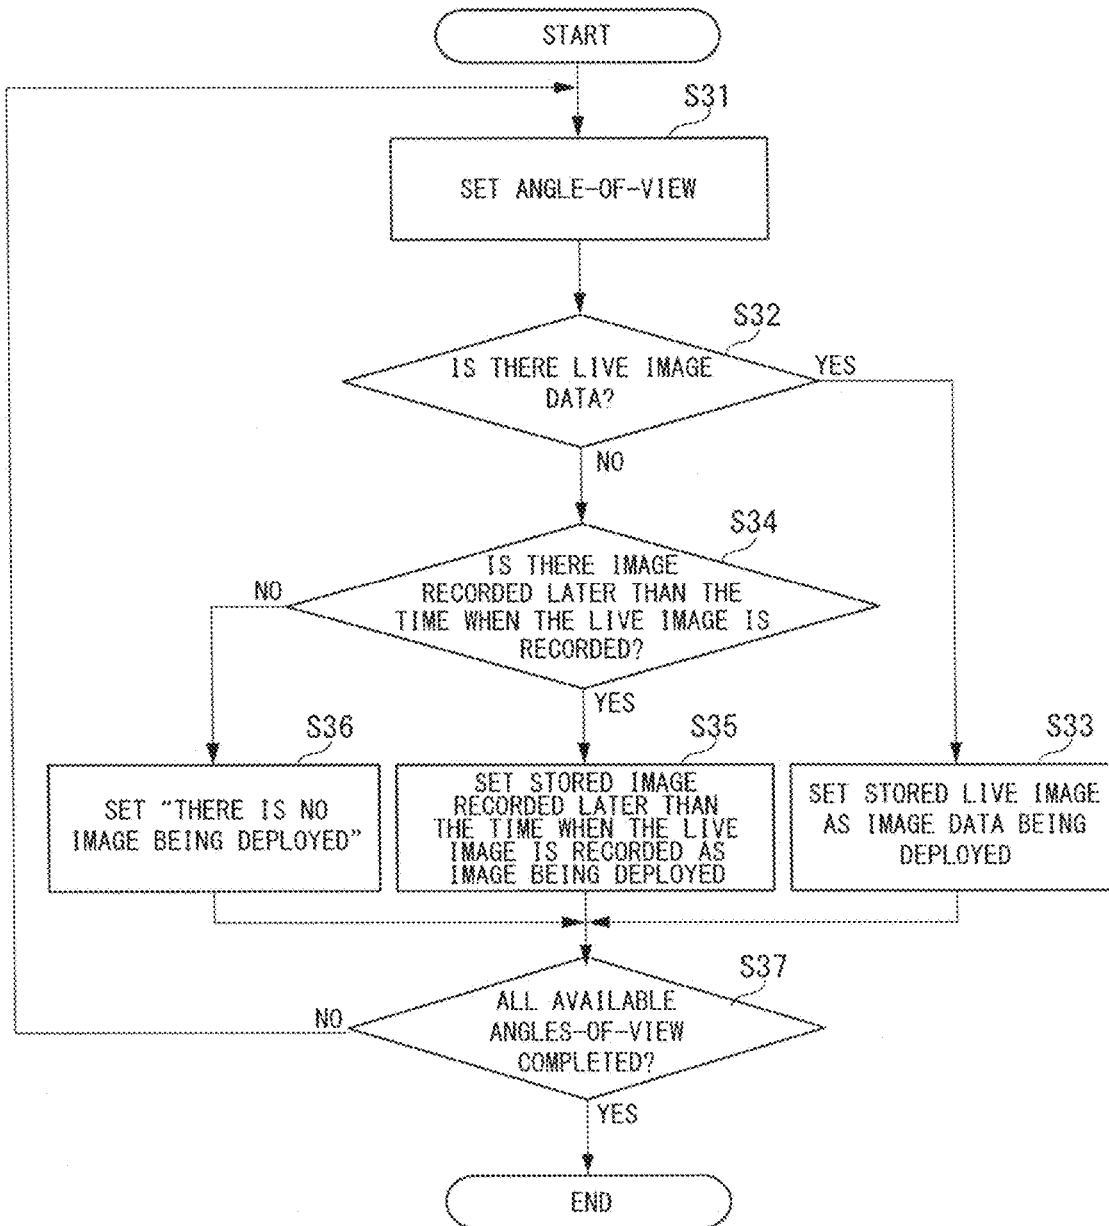 START
S31
SET ANGLE-OF-VIEW
S32
IS THERE LIVE IMAGE
DATA?
YES
NO
S34
IS THERE IMAGE
RECORDED LATER THAN THE
TIME WHEN THE LIVE IMAGE IS
RECORDED?
NO
YES
S36
SET “THERE IS NO
IMAGE BEING DEPLOYED”
S35
SET STORED IMAGE
RECORDED LATER THAN
THE TIME WHEN THE LIVE
IMAGE IS RECORDED AS
IMAGE BEING DEPLOYED
S33
SET STORED LIVE IMAGE
AS IMAGE DATA BEING
DEPLOYED
S37
ALL AVAILABLE
ANGLES-OF-VIEW
COMPLETED?
NO
YES
END